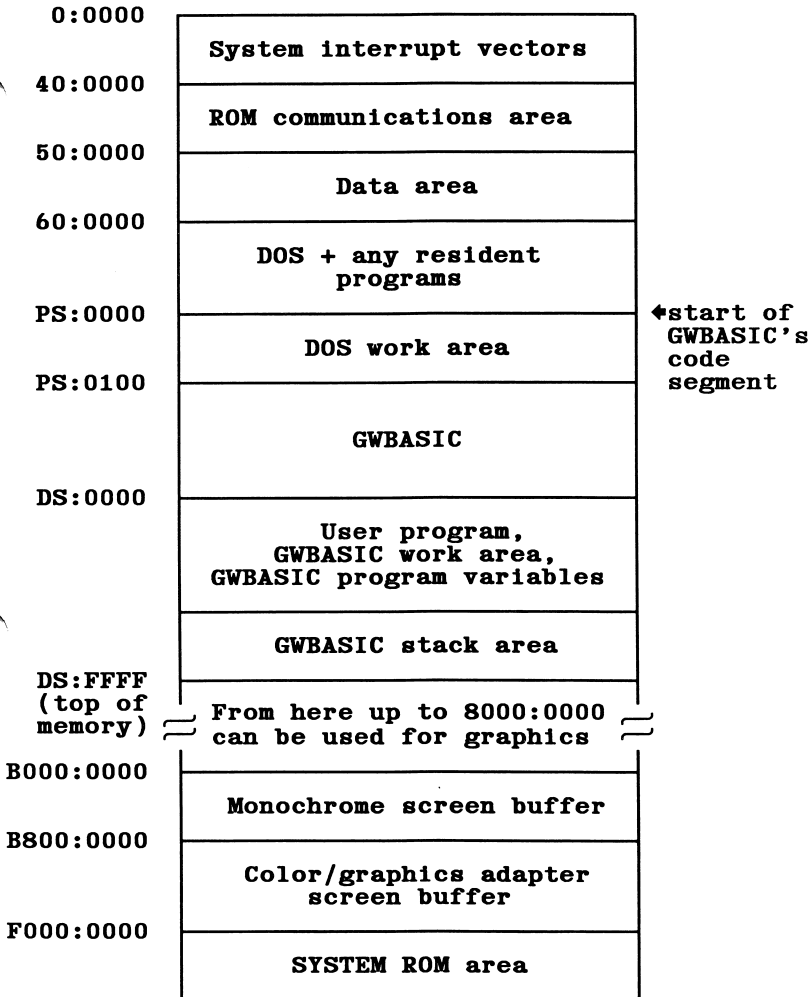 0:0000
System interrupt vectors
40:0000
ROM communications area
50:0000
Data area
60:0000
DOS + any resident
programs
PS:0000
start of
GWBASIC's
code
segment
DOS work area
PS:0100
GWBASIC
DS:0000
User program,
GWBASIC work area,
GWBASIC program variables
GWBASIC stack area
DS:FFFF
(top of
memory)
From here up to 8000:0000
can be used for graphics
B000:0000
Monochrome screen buffer
B800:0000
Color/graphics adapter
screen buffer
F000:0000
SYSTEM ROM area